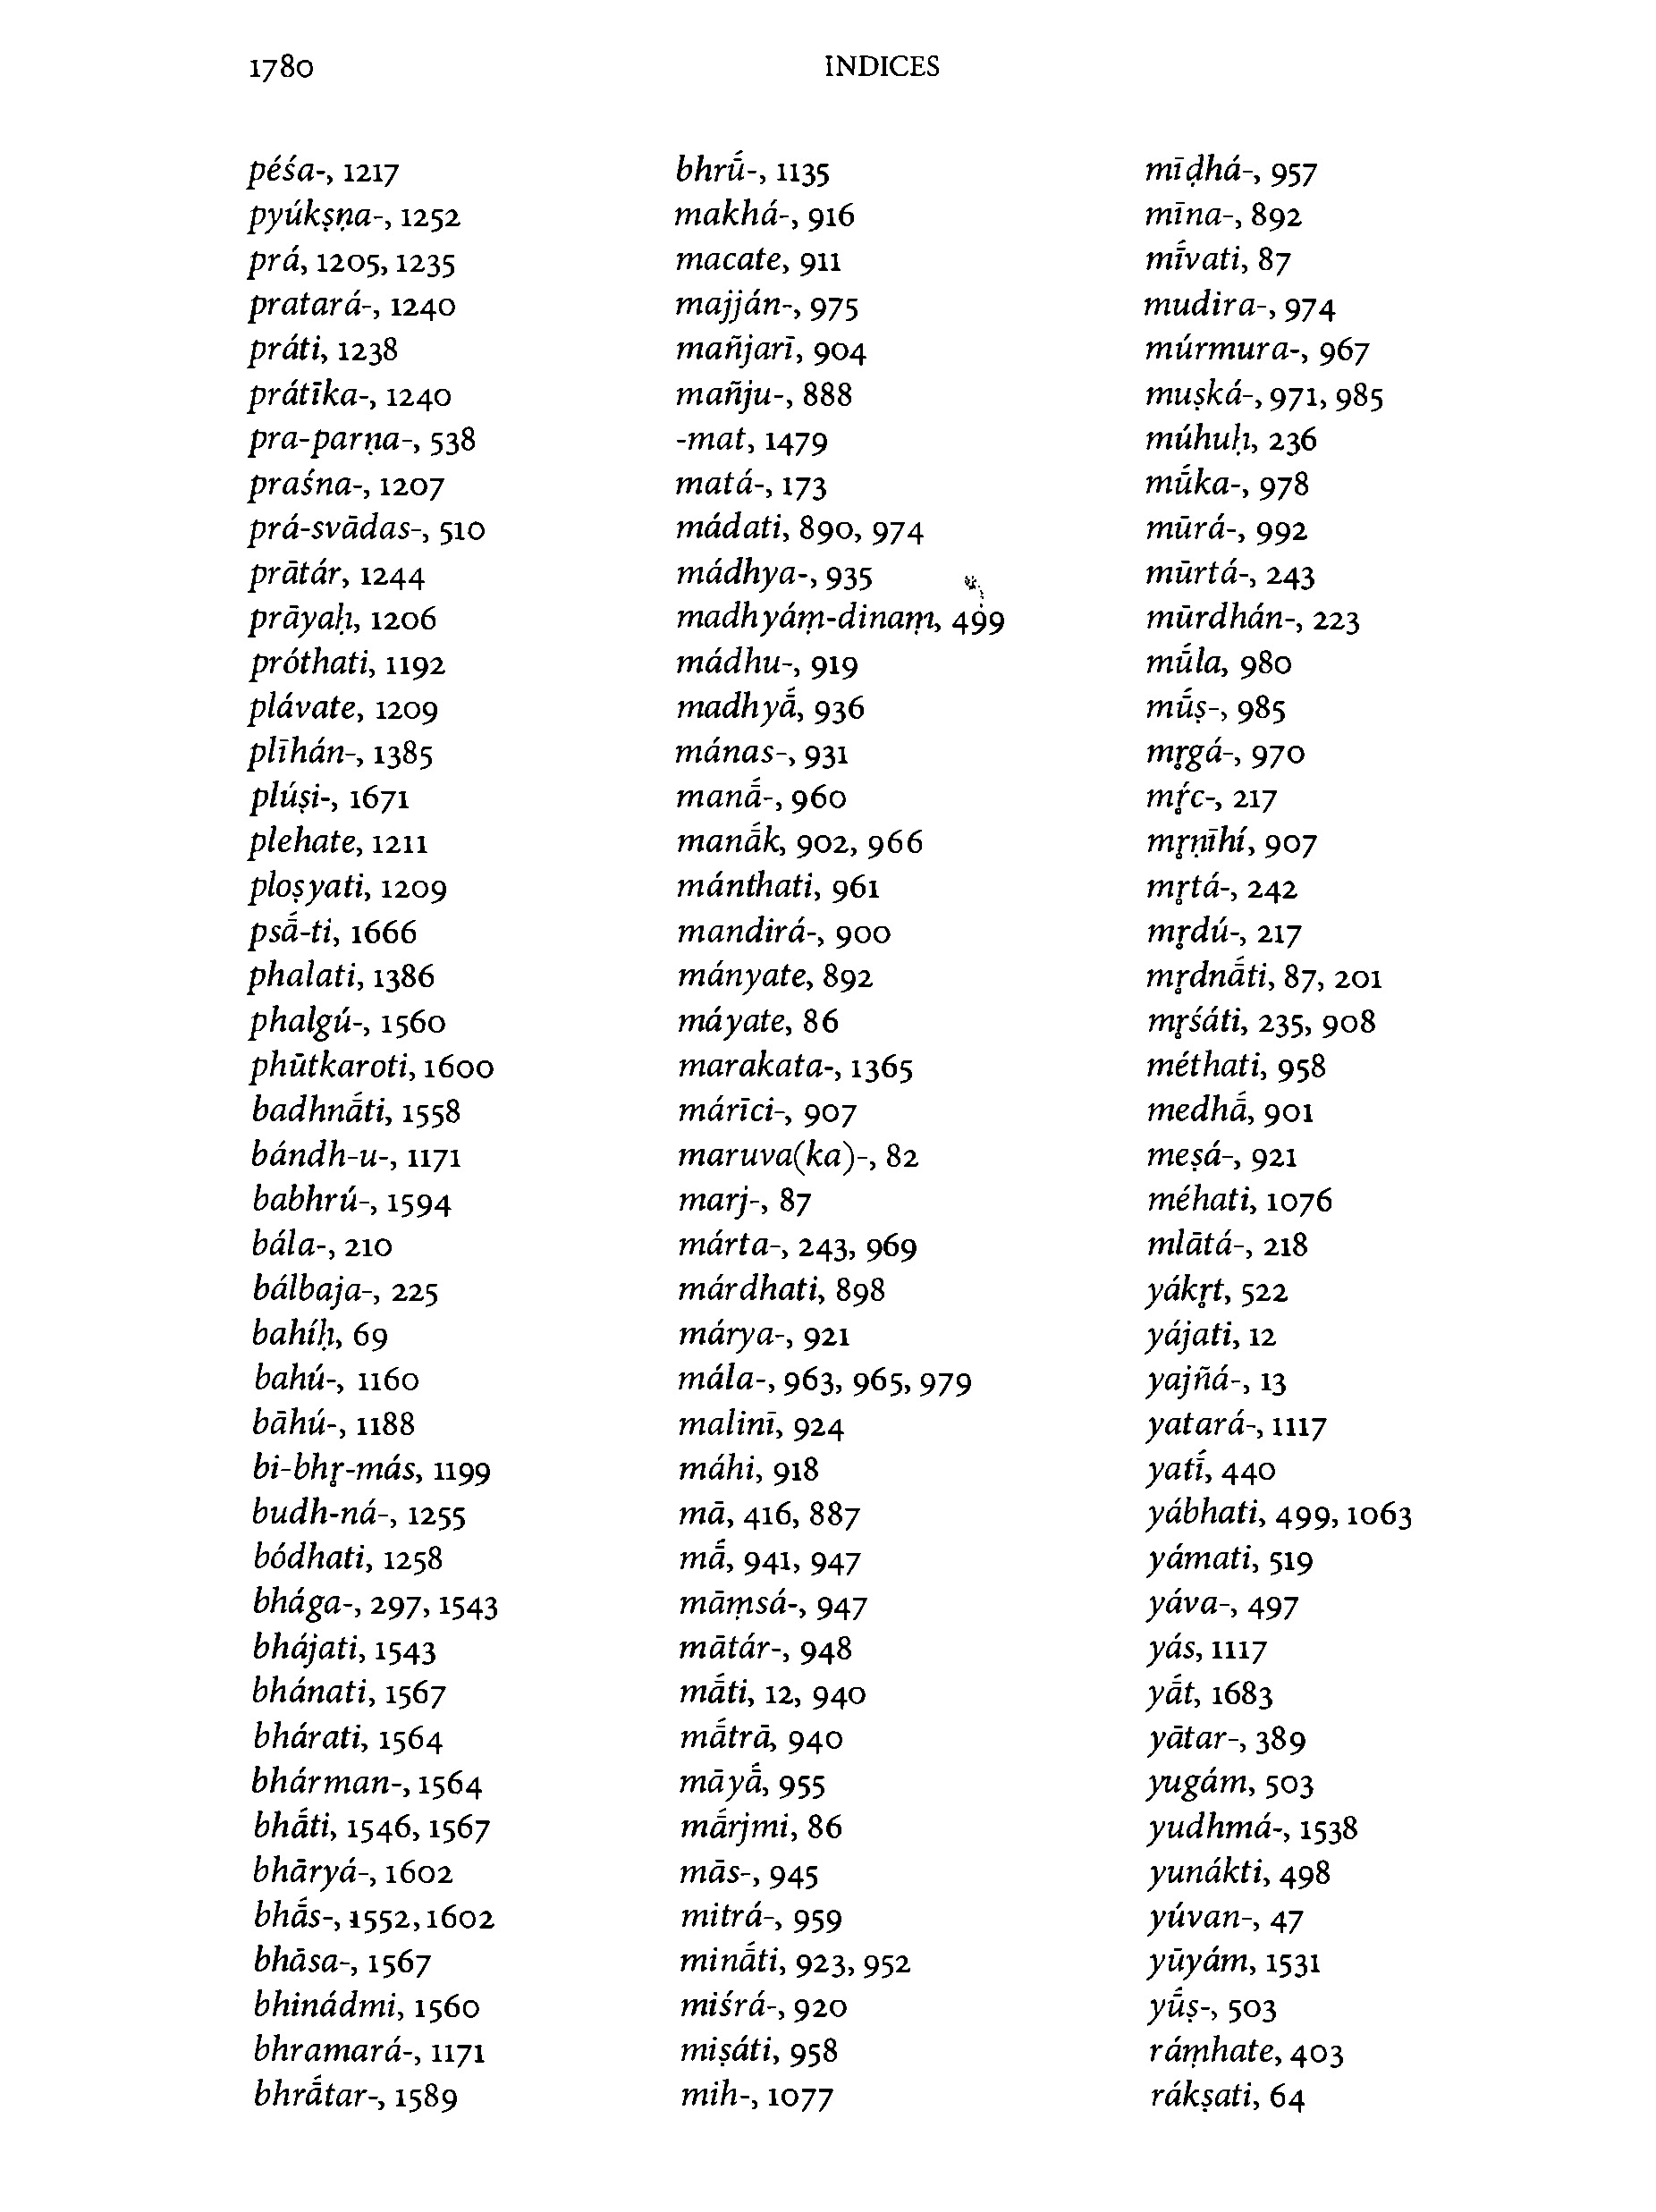 1780 INDICES
péśa-, 1217
pyúkṣṇa-, 1252
prá, 1205, 1235
pratará-, 1240
práti, 1238
prátīka-, 1240
pra-parṇa-, 538
praśna-, 1207
prá-svādas-, 510
prātár, 1244
prāyaḥ, 1206
próthati, 1192
plávate, 1209
plīhán-, 1385
plúṣi-, 1671
plehate, 1211
ploṣyati, 1209
psā́-ti, 1666
phalati, 1386
phalgú-, 1560
phūtkaroti, 1600
badhnā́ti, 1558
bándh-u-, 1171
babhrú-, 1594
bála-, 210
bálbaja-, 225
bahíḥ, 69
bahú-, 1160
bāhú-, 1188
bi-bhr̥-más, 1199
budh-ná-, 1255
bódhati, 1258
bhága-, 297, 1543
bhájati, 1543
bhánati, 1567
bhárati, 1564
bhárman-, 1564
bhā́ti, 1546, 1567
bhāryá-, 1602
bhā́s-, 1552, 1602
bhāsa-, 1567
bhinádmi, 1560
bhramará-, 1171
bhrā́tar-, 1589
bhrū́-, 1135
makhá-, 916
macate, 911
majján-, 975
mañjarī, 904
mañju-, 888
-mat, 1479
matá-, 173
mádati, 890, 974
mádhya-, 935
madhyáṃ-dinaṃ, 499
mádhu-, 919
madhyā́, 936
mánas-, 931
manā́-, 960
manā́k, 902, 966
mánthati, 961
mandirá-, 900
mányate, 892
máyate, 86
marakata-, 1365
márīci-, 907
maruva(ka)-, 82
marj-, 87
márta-, 243, 969
márdhati, 898
márya-, 921
mála-, 963, 965, 979
malinī, 924
máhi, 918
mā, 416, 887
mā́, 941, 947
māṃsá-, 947
mātár-, 948
mā́ti, 12, 940
mā́trā, 940
māyā́, 955
mā́rjmi, 86
mās-, 945
mitrá-, 959
minā́ti, 923, 952
miśrá-, 920
miṣáti, 958
mih-, 1077
mīḍhá-, 957
mīna-, 892
mī́vati, 87
mudira-, 974
múrmura-, 967
muṣká-, 971, 985
múhuḥ, 236
mū́ka-, 978
mūrá-, 992
mūrtá-, 243
mūrdhán-, 223
mū́la, 980
mū́ṣ-, 985
mr̥gá-, 970
mŕ̥c-, 217
mr̥ṇīhí, 907
mr̥tá-, 242
mr̥dú-, 217
mr̥dnā́ti, 87, 201
mr̥śáti, 235, 908
méthati, 958
medhā́, 901
meṣá-, 921
méhati, 1076
mlātá-, 218
yákr̥t, 522
yájati, 12
yajñá-, 13
yatará-, 1117
yatī́, 440
yábhati, 499, 1063
yámati, 519
yáva-, 497
yás, 1117
yā́t, 1683
yātar-, 389
yugám, 503
yudhmá-, 1538
yunákti, 498
yúvan-, 47
yūyám, 1531
yū́ṣ-, 503
ráṃhate, 403
rákṣati, 64